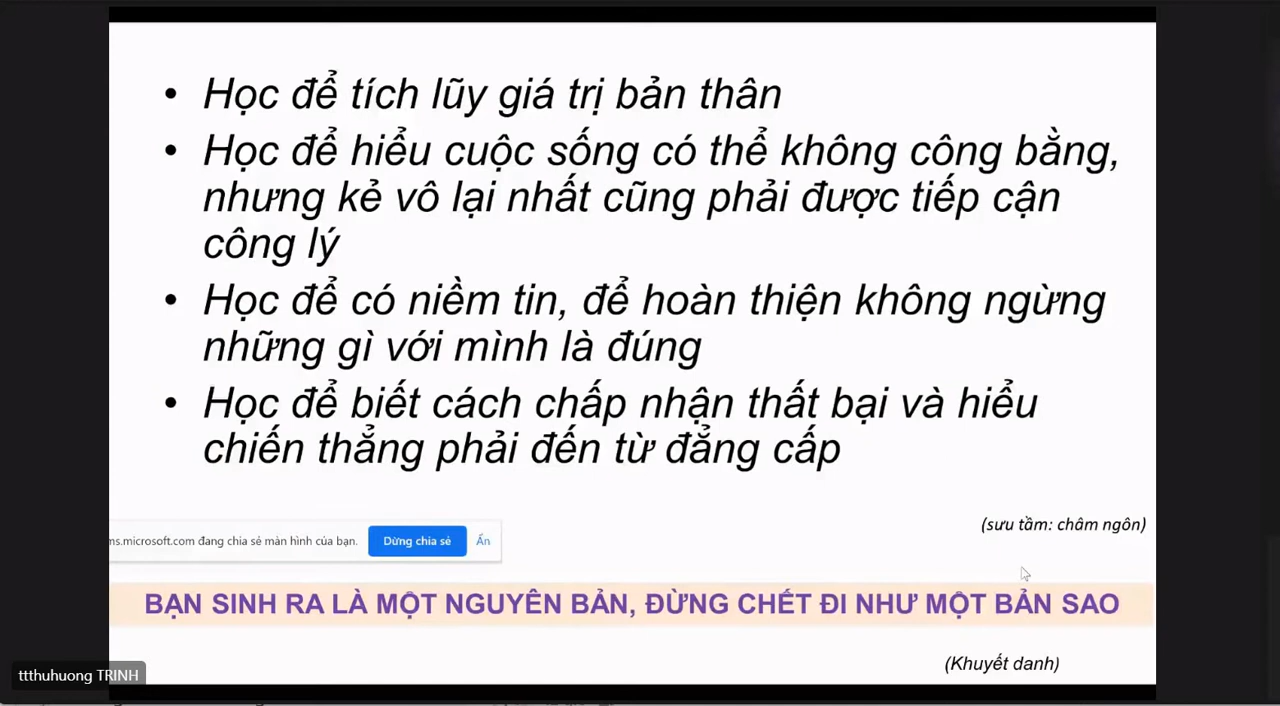 • Học để tích lũy giá trị bản thân
• Học để hiểu cuộc sống có thể không công bằng,
nhưng kẻ vô lại nhất cũng phải được tiếp cận
công lý
• Học để có niềm tin, để hoàn thiện không ngừng
những gì với mình là đúng
• Học để biết cách chấp nhận thất bại và hiểu
chiến thẳng phải đến từ đẳng cấp
(sưu tầm: châm ngôn)
ms.microsoft.com đang chia sẻ màn hình của bạn. Dừng chia sẻ Ẩn
BẠN SINH RA LÀ MỘT NGUYÊN BẢN, ĐỪNG CHẾT ĐI NHƯ MỘT BẢN SAO
(Khuyết danh)
ttthuhuong TRINH